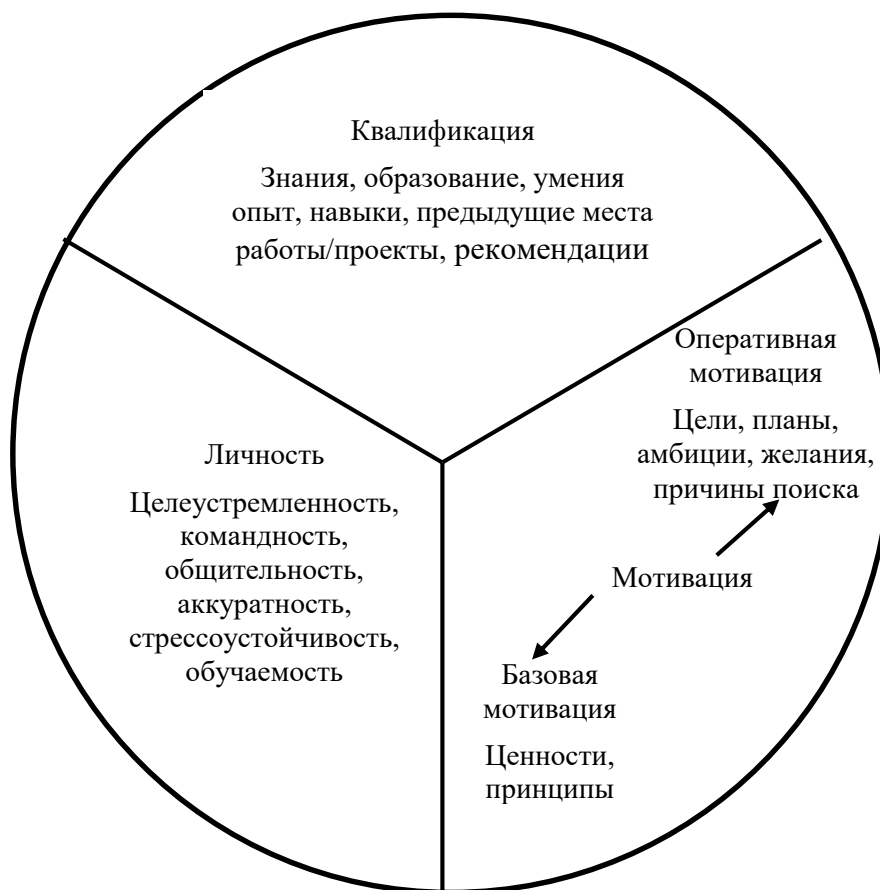 Квалификация
Знания, образование, умения
опыт, навыки, предыдущие места
работы/проекты, рекомендации
Оперативная
мотивация
Цели, планы,
амбиции, желания,
причины поиска
Мотивация
Базовая
мотивация
Ценности,
принципы
Личность
Целеустремленность,
командность,
общительность,
аккуратность,
стрессоустойчивость,
обучаемость